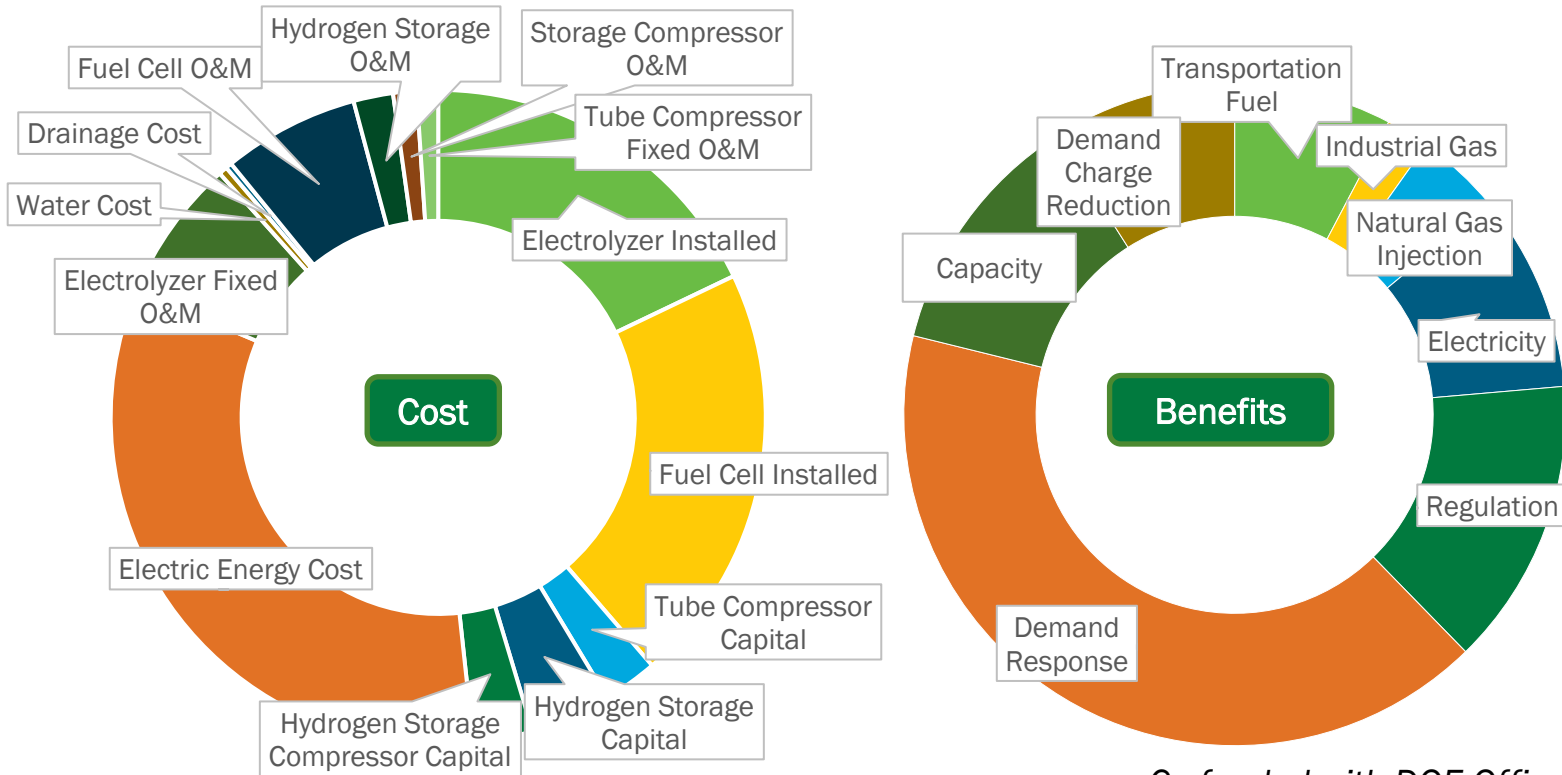 Hydrogen Storage
O&M
Storage Compressor
O&M
Fuel Cell O&M
Tube Compressor
Fixed O&M
Drainage Cost
Water Cost
Electrolyzer Installed
Electrolyzer Fixed
O&M
Cost
Fuel Cell Installed
Electric Energy Cost
Tube Compressor
Capital
Hydrogen Storage
Capital
Hydrogen Storage
Compressor Capital
Transportation
Fuel
Industrial Gas
Demand
Charge
Reduction
Natural Gas
Injection
Capacity
Electricity
Benefits
Regulation
Demand
Response